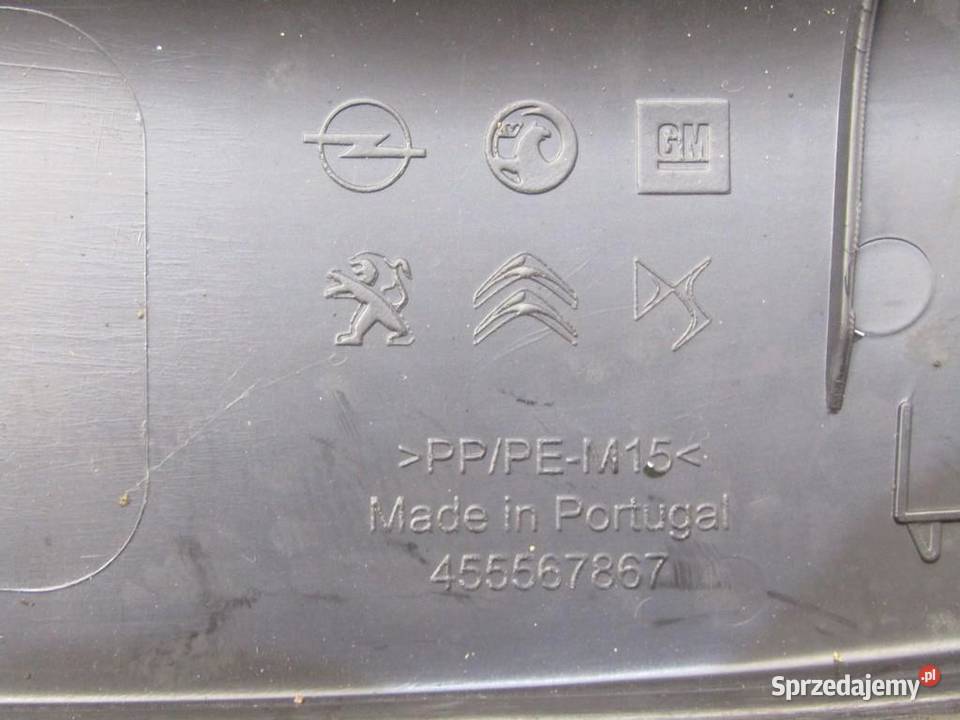 GM
>PP/PE-M15<
Made in Portugal
455567867
Sprzedajemy.pl